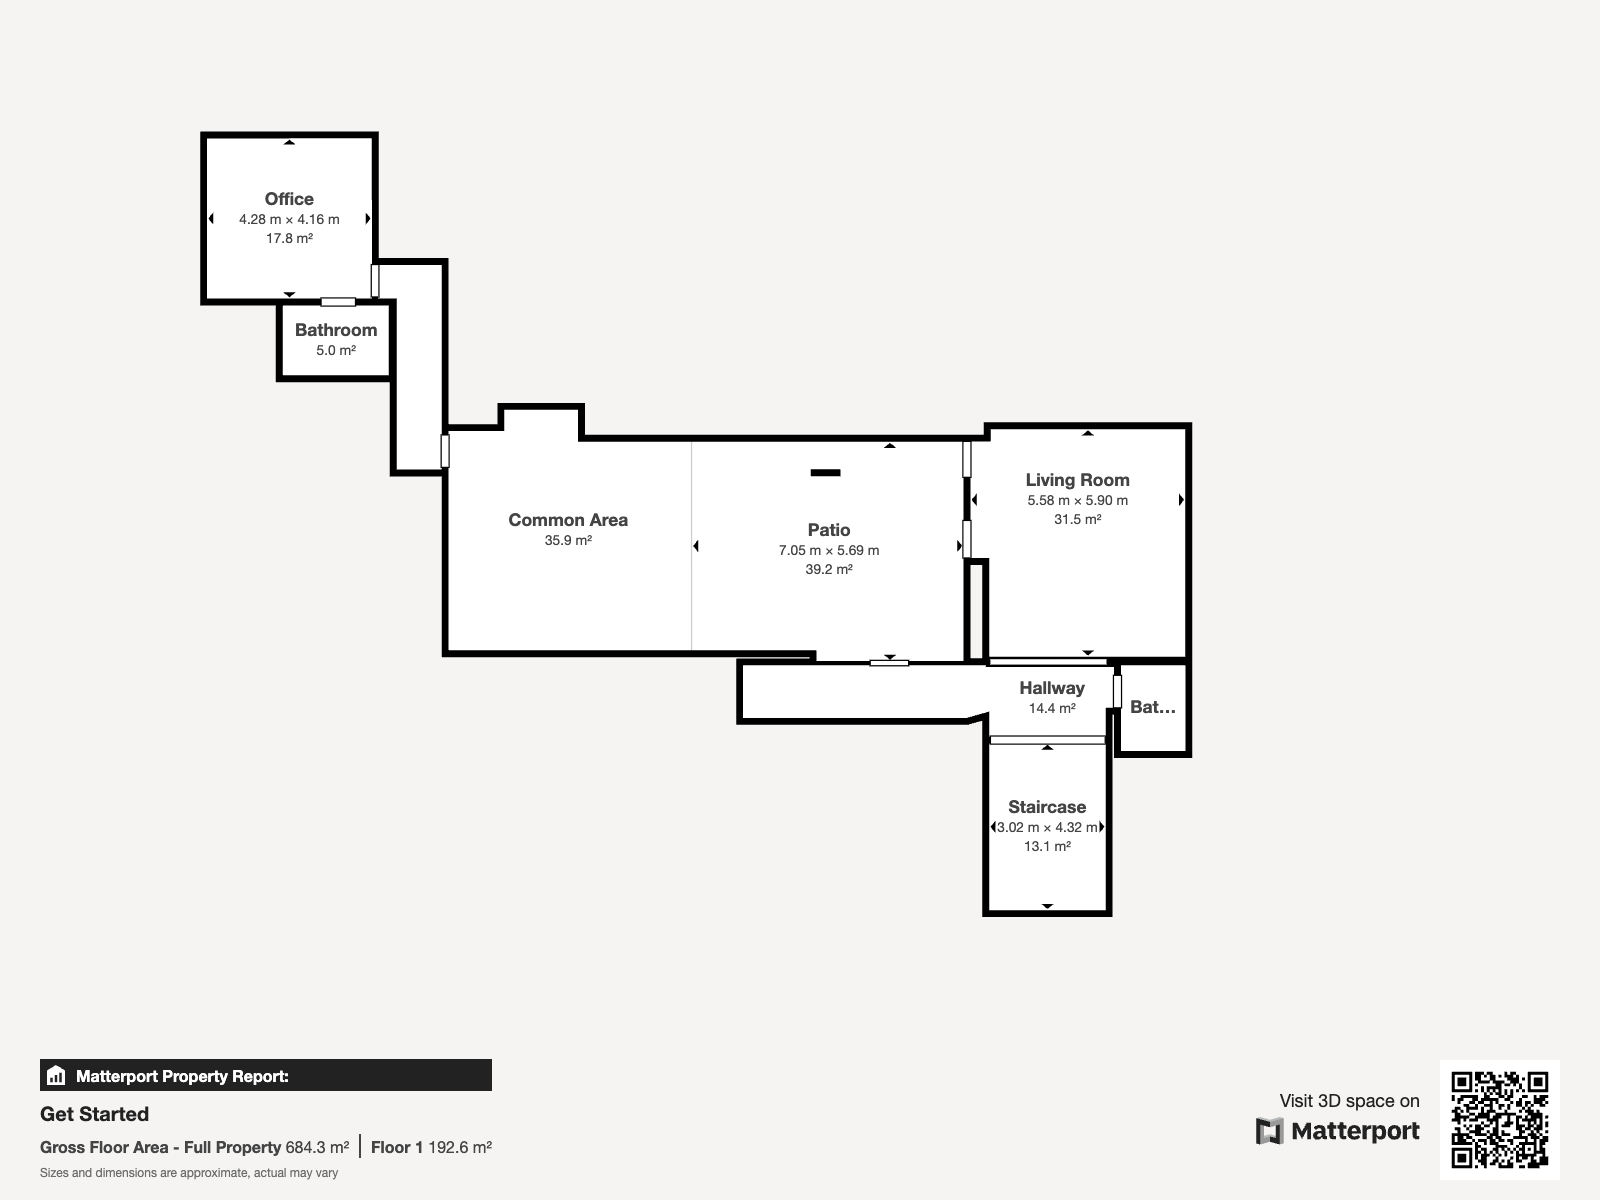 Office
4.28 m × 4.16 m
17.8 m²
Bathroom
5.0 m²
Common Area
35.9 m²
Patio
7.05 m × 5.69 m
39.2 m²
Living Room
5.58 m × 5.90 m
31.5 m²
Hallway
14.4 m²
Bat...
Staircase
3.02 m × 4.32 m
13.1 m²
Matterport Property Report:
Get Started
Gross Floor Area - Full Property 684.3 m² | Floor 1 192.6 m²
Sizes and dimensions are approximate, actual may vary
Visit 3D space on
Matterport